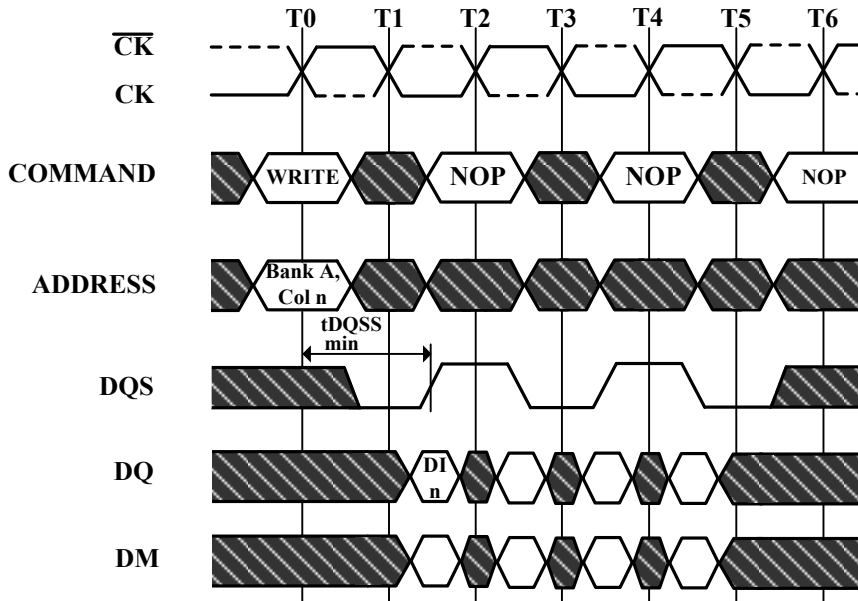 T0 T1 T2 T3 T4 T5 T6
CK
CK
COMMAND WRITE NOP NOP NOP
ADDRESS Bank A,
Col n
tDQSS
min
DQS
DQ DI
n
DM